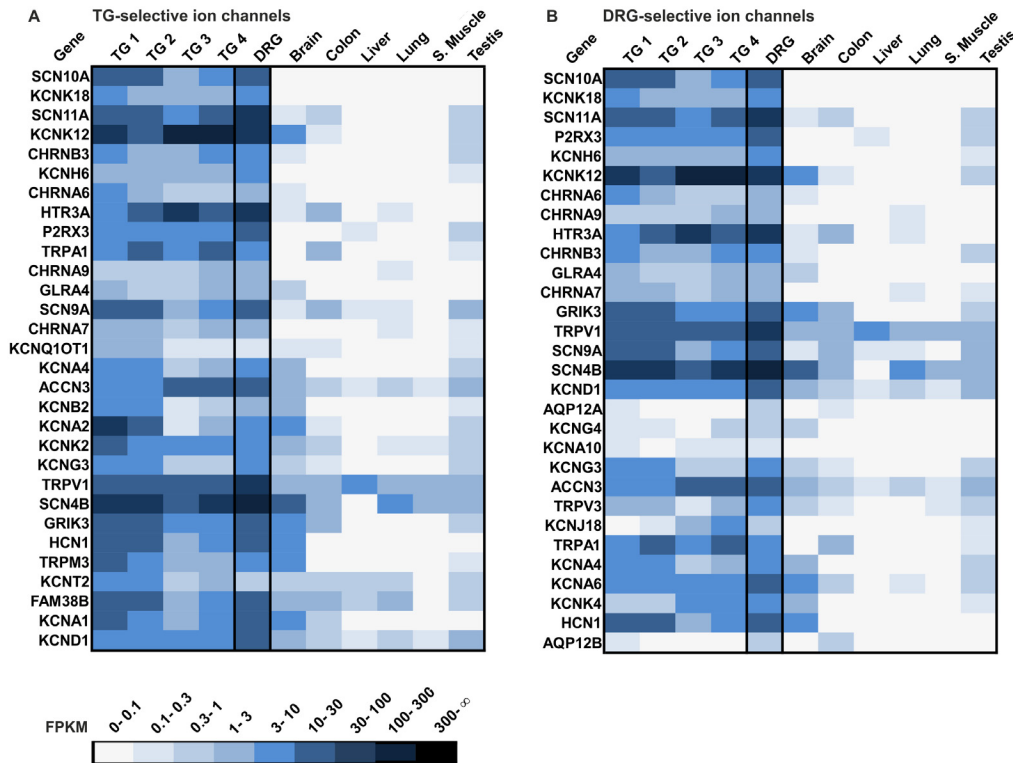 A TG-selective ion channels
Gene TG 1 TG 2 TG 3 TG 4 DRG Brain Colon Liver Lung S. Muscle Testis
SCN10A
KCNK18
SCN11A
KCNK12
CHRNB3
KCNH6
CHRNA6
HTR3A
P2RX3
TRPA1
CHRNA9
GLRA4
SCN9A
CHRNA7
KCNQ1OT1
KCNA4
ACCN3
KCNB2
KCNA2
KCNK2
KCNG3
TRPV1
SCN4B
GRIK3
HCN1
TRPM3
KCNT2
FAM38B
KCNA1
KCND1
B DRG-selective ion channels
Gene TG 1 TG 2 TG 3 TG 4 DRG Brain Colon Liver Lung S. Muscle Testis
SCN10A
KCNK18
SCN11A
P2RX3
KCNH6
KCNK12
CHRNA6
CHRNA9
HTR3A
CHRNB3
GLRA4
CHRNA7
GRIK3
TRPV1
SCN9A
SCN4B
KCND1
AQP12A
KCNG4
KCNA10
KCNG3
ACCN3
TRPV3
KCNJ18
TRPA1
KCNA4
KCNA6
KCNK4
HCN1
AQP12B
FPKM 0-0.1 0.1-0.3 0.3-1 1-3 3-10 10-30 30-100 100-300 300-∞